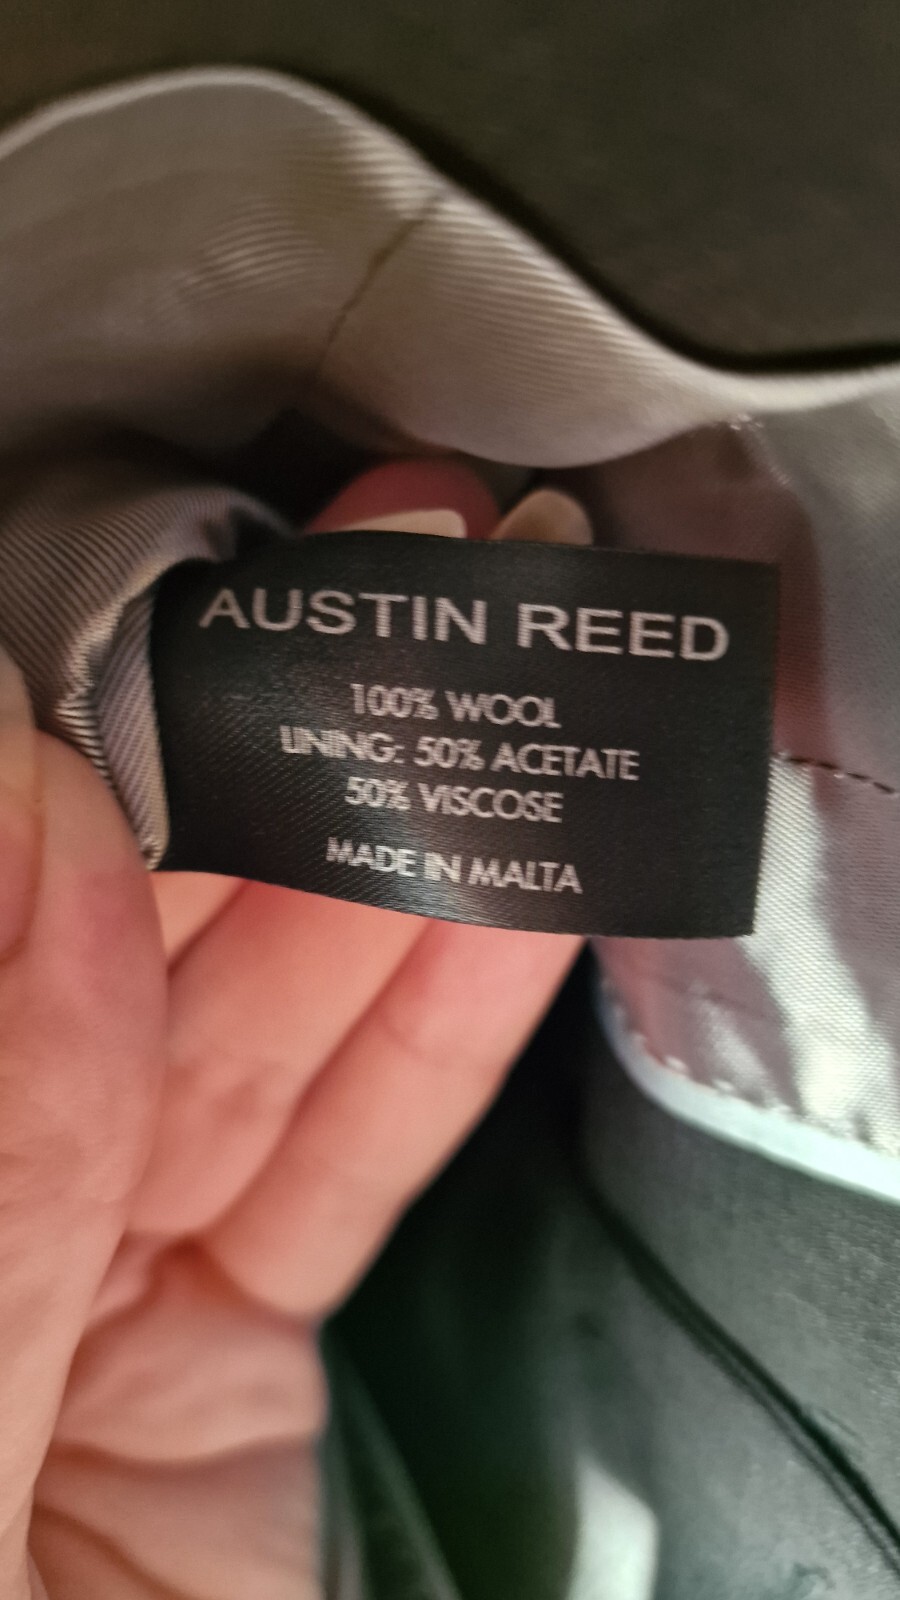 AUSTIN REED
100% WOOL
LINING: 50% ACETATE
50% VISCOSE
MADE IN MALTA